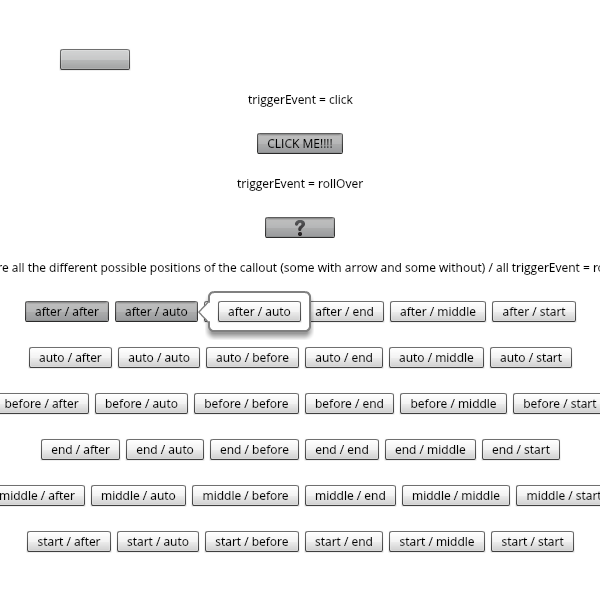 triggerEvent = click
CLICK ME!!!!
triggerEvent = rollOver
?
all the different possible positions of the callout (some with arrow and some without) / all triggerEvent =
after / after after / auto after / auto after / end after / middle after / start
auto / after auto / auto auto / before auto / end auto / middle auto / start
before / after before / auto before / before before / end before / middle before / start
end / after end / auto end / before end / end end / middle end / start
middle / after middle / auto middle / before middle / end middle / middle middle / start
start / after start / auto start / before start / end start / middle start / start